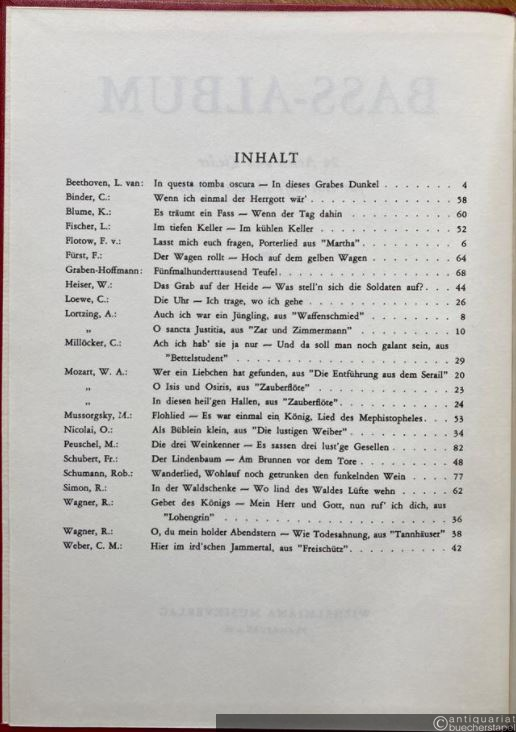 BASS-ALBUM
INHALT
Beethoven, L. van: In questa tomba oscura — In dieses Grabes Dunkel . . . . . . . 4
Binder, C.: Wenn ich einmal der Herrgott wär' . . . . . . . . . . . . . . 58
Blume, K.: Es träumt ein Fass — Wenn der Tag dahin . . . . . . . . . . . 60
Fischer, L.: Im tiefen Keller — Im kühlen Keller . . . . . . . . . . . . . 52
Flotow, F. v.: Lasst mich euch fragen, Porterlied aus "Martha" . . . . . . . . . 6
Fürst, F.: Der Wagen rollt — Hoch auf dem gelben Wagen . . . . . . . . . 64
Graben-Hoffmann: Fünfmalhunderttausend Teufel. . . . . . . . . . . . . . . . . 68
Heiser, W.: Das Grab auf der Heide — Was stell'n sich die Soldaten auf? . . . 44
Loewe, C.: Die Uhr — Ich trage, wo ich gehe . . . . . . . . . . . . . . 26
Lortzing, A.: Auch ich war ein Jüngling, aus "Waffenschmied" . . . . . . . . . 8
„ O sancta Justitia, aus "Zar und Zimmermann" . . . . . . . . . 10
Millöcker, C.: Ach ich hab' sie ja nur — Und da soll man noch galant sein, aus
"Bettelstudent" . . . . . . . . . . . . . . . . . . . . . 29
Mozart, W. A.: Wer ein Liebchen hat gefunden, aus "Die Entführung aus dem Serail" 20
„ O Isis und Osiris, aus "Zauberflöte" . . . . . . . . . . . . . . 23
„ In diesen heil'gen Hallen, aus "Zauberflöte". . . . . . . . . . . 24
Mussorgsky, M.: Flohlied — Es war einmal ein König, Lied des Mephistopheles. . . 53
Nicolai, O.: Als Büblein klein, aus "Die lustigen Weiber" . . . . . . . . . . 34
Peuschel, M.: Die drei Weinkenner — Es sassen drei lust'ge Gesellen . . . . . . 82
Schubert, Fr.: Der Lindenbaum — Am Brunnen vor dem Tore . . . . . . . . . 48
Schumann, Rob.: Wanderlied, Wohlauf noch getrunken den funkelnden Wein . . . . 77
Simon, R.: In der Waldschenke — Wo lind des Waldes Lüfte wehn . . . . . 62
Wagner, R.: Gebet des Königs — Mein Herr und Gott, nun ruf' ich dich, aus
"Lohengrin" . . . . . . . . . . . . . . . . . . . . . . . 36
Wagner, R.: O, du mein holder Abendstern — Wie Todesahnung, aus "Tannhäuser" 38
Weber, C. M.: Hier im ird'schen Jammertal, aus "Freischütz". . . . . . . . . . 42
WILHELMIANA MUSIKVERLAG
© antiquariat
buecherstapel